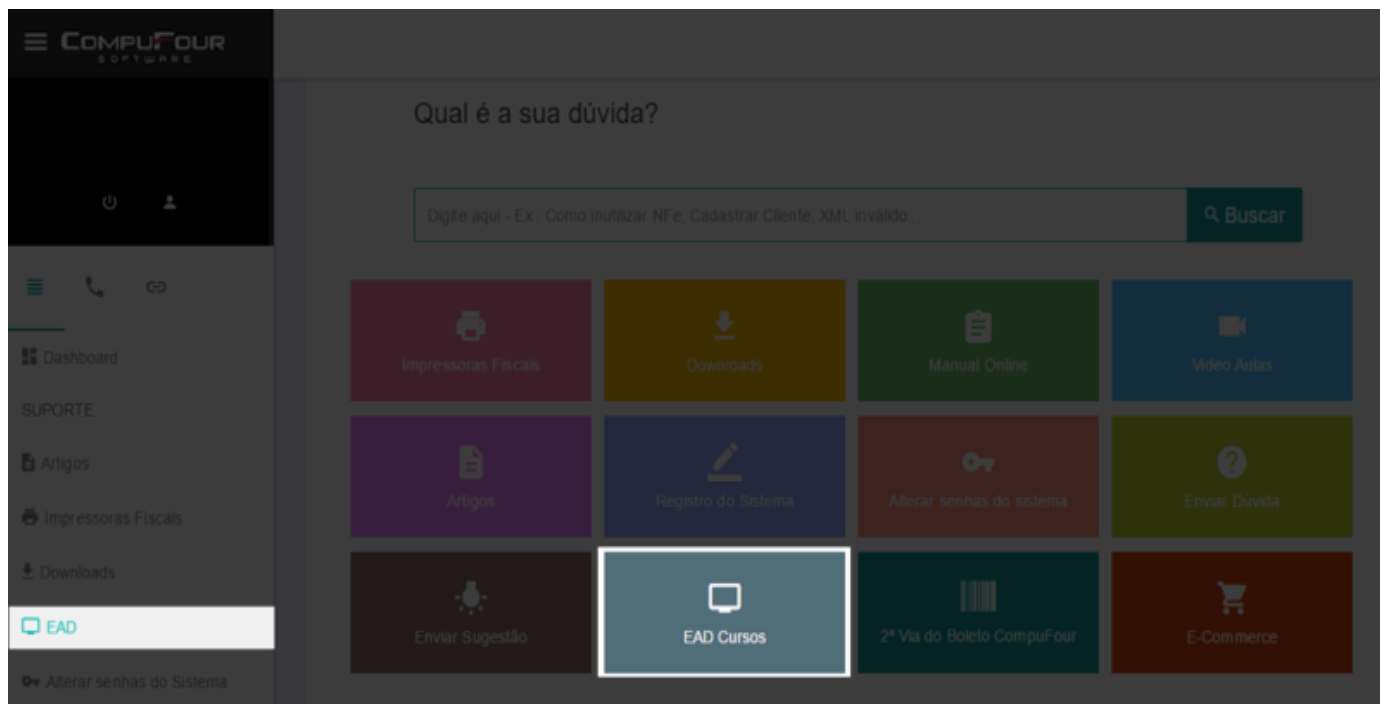 COMPUFOUR
SOFTWARE
Qual é a sua dúvida?
Digite aqui - Ex.: Como inutilizar NFe, Cadastrar Cliente, XML inválido...
Buscar
Dashboard
SUPORTE
Artigos
Impressoras Fiscais
Downloads
EAD
Alterar senhas do Sistema
Impressoras Fiscais
Downloads
Manual Online
Video Aulas
Artigos
Registro do Sistema
Alterar senhas do sistema
Enviar Dúvida
Enviar Sugestão
EAD Cursos
2ª Via do Boleto CompuFour
E-Commerce